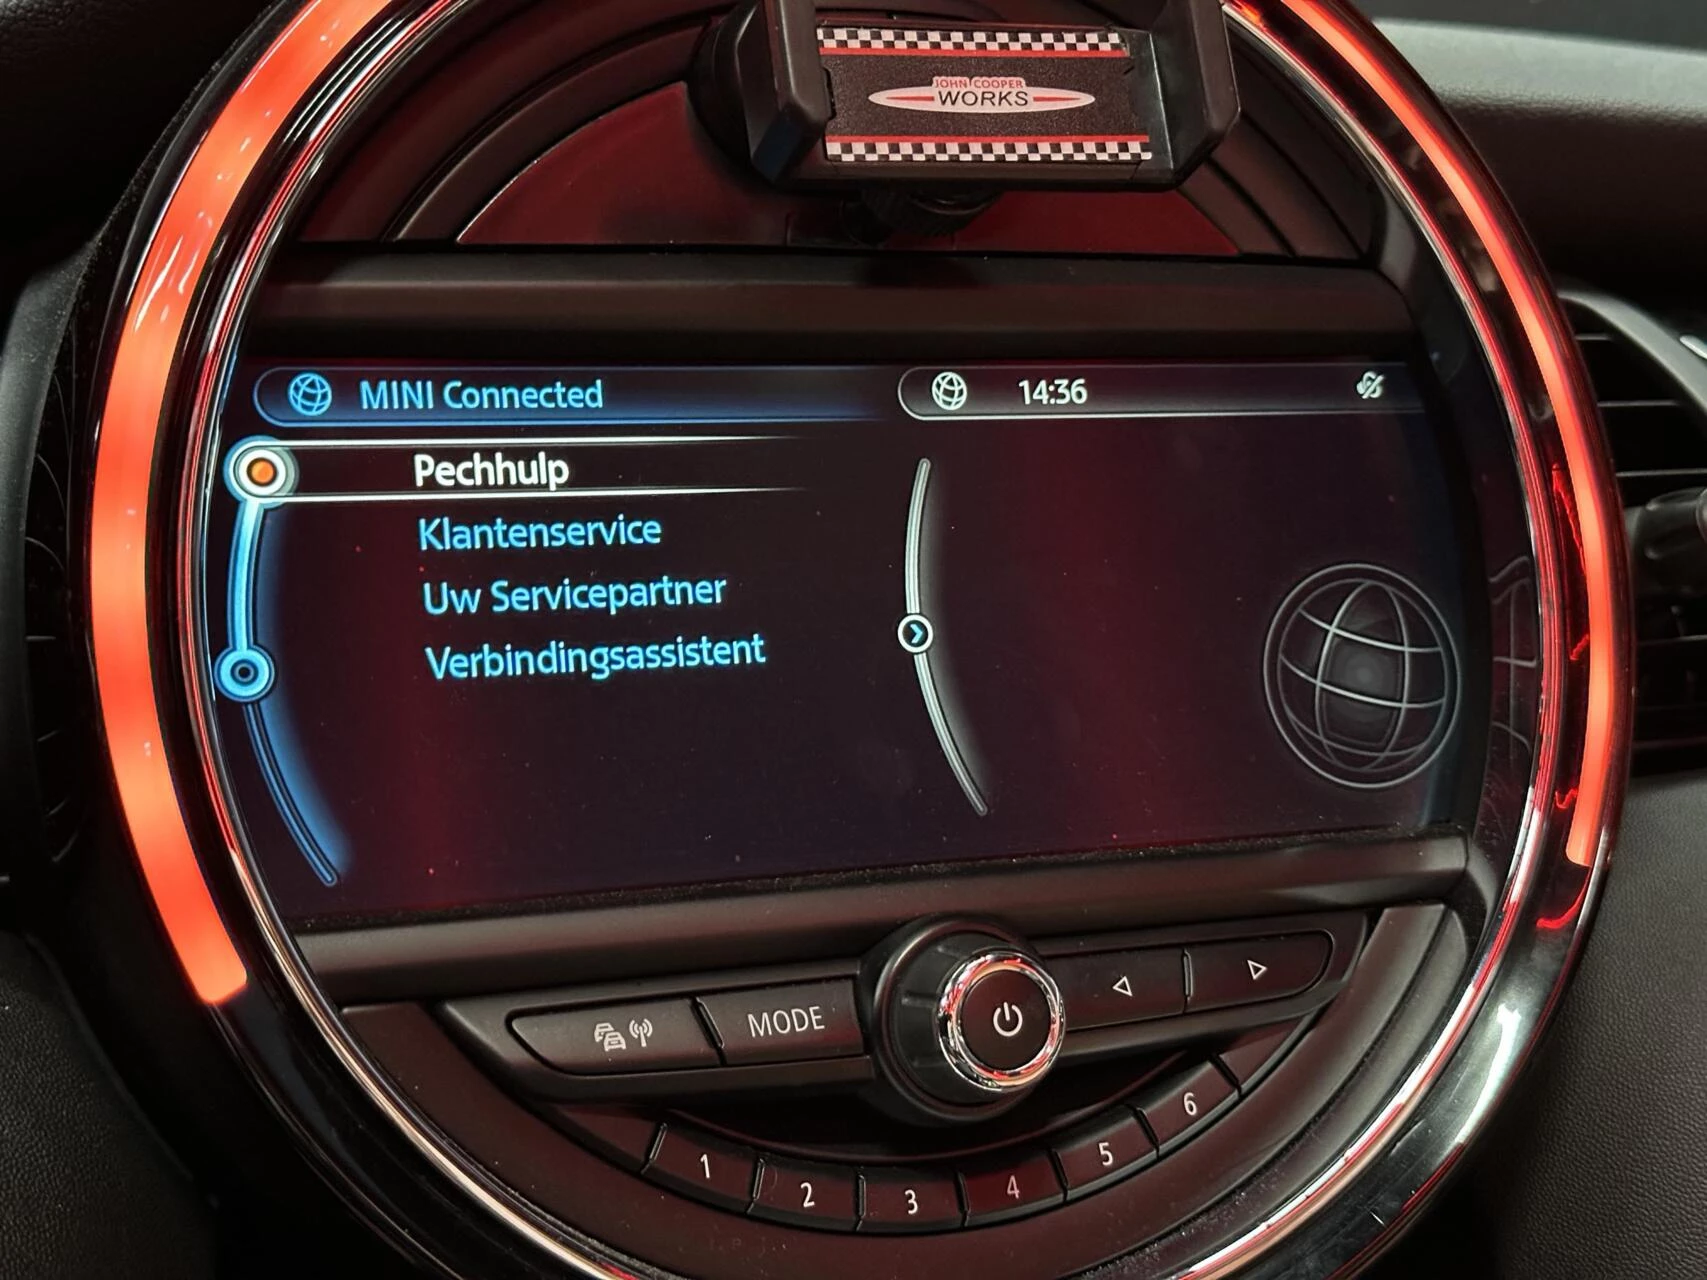 JOHN COOPER
WORKS
MINI Connected
14:36
Pechhulp
Klantenservice
Uw Servicepartner
Verbindingsassistent
MODE
1
2
3
4
5
6